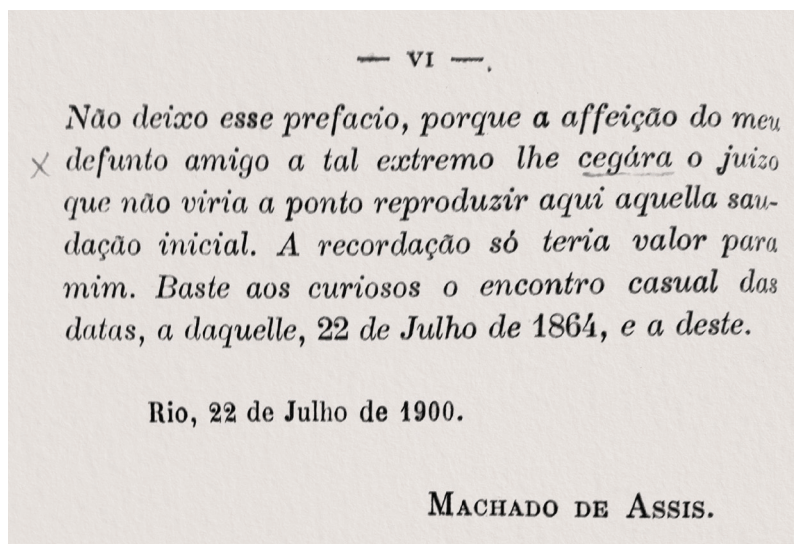 — VI —.
Não deixo esse prefacio, porque a affeição do meu
X defunto amigo a tal extremo lhe cegára o juizo
que não viria a ponto reproduzir aqui aquella sau-
dação inicial. A recordação só teria valor para
mim. Baste aos curiosos o encontro casual das
datas, a daquelle, 22 de Julho de 1864, e a deste.
Rio, 22 de Julho de 1900.
MACHADO DE ASSIS.